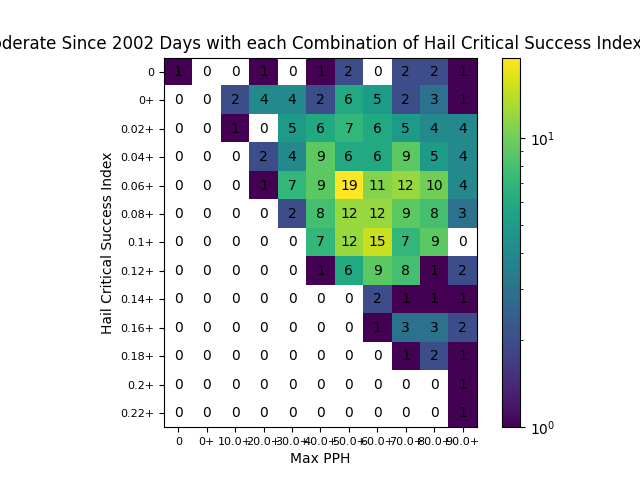 derate Since 2002 Days with each Combination of Hail Critical Success Index
0 1 0 0 1 0 1 2 0 2 2 1
0+ 0 0 2 4 4 2 6 5 2 3 1
0.02+ 0 0 1 0 5 6 7 6 5 4 4
0.04+ 0 0 0 2 4 9 6 6 9 5 4
0.06+ 0 0 0 1 7 9 19 11 12 10 4
0.08+ 0 0 0 0 2 8 12 12 9 8 3
0.1+ 0 0 0 0 0 7 12 15 7 9 0
0.12+ 0 0 0 0 0 1 6 9 8 1 2
0.14+ 0 0 0 0 0 0 0 2 1 1 1
0.16+ 0 0 0 0 0 0 0 1 3 3 2
0.18+ 0 0 0 0 0 0 0 0 1 2 1
0.2+ 0 0 0 0 0 0 0 0 0 0 1
0.22+ 0 0 0 0 0 0 0 0 0 0 1
0 0+ 10.0+ 20.0+ 30.0+ 40.0+ 50.0+ 60.0+ 70.0+ 80.0+ 90.0+
Max PPH
Hail Critical Success Index
10¹
10⁰